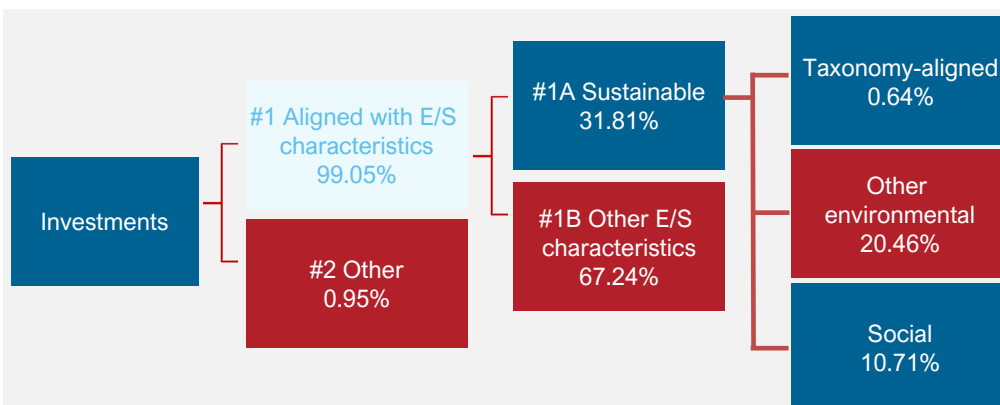 Investments
#1 Aligned with E/S
characteristics
99.05%
#2 Other
0.95%
#1A Sustainable
31.81%
#1B Other E/S
characteristics
67.24%
Taxonomy-aligned
0.64%
Other
environmental
20.46%
Social
10.71%